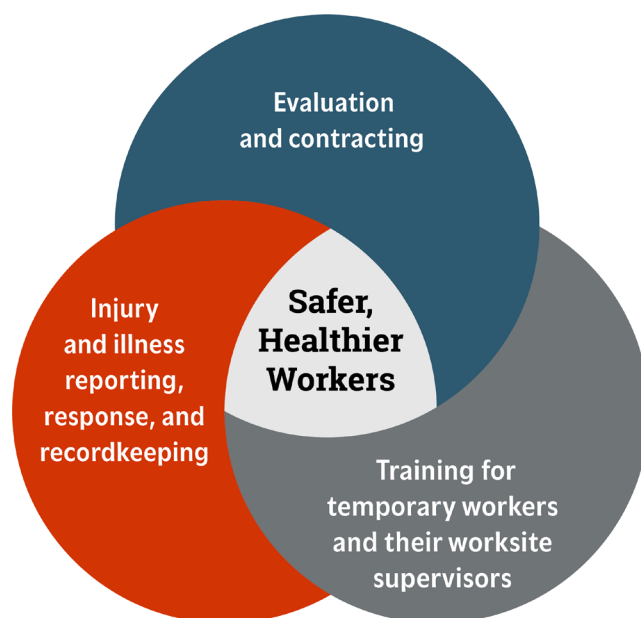 Evaluation
and contracting
Safer,
Healthier
Workers
Injury
and illness
reporting,
response, and
recordkeeping
Training for
temporary workers
and their worksite
supervisors